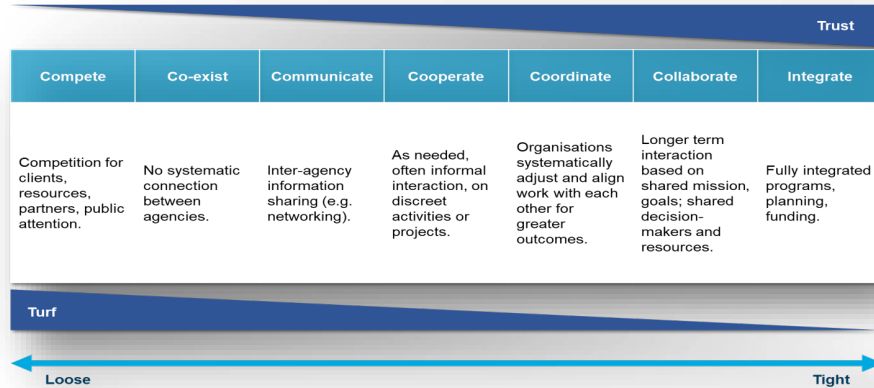 Trust
Compete
Co-exist
Communicate
Cooperate
Coordinate
Collaborate
Integrate
Competition for
clients,
resources,
partners, public
attention.
No systematic
connection
between
agencies.
Inter-agency
information
sharing (e.g.
networking).
As needed,
often informal
interaction, on
discreet
activities or
projects.
Organisations
systematically
adjust and align
work with each
other for
greater
outcomes.
Longer term
interaction
based on
shared mission,
goals; shared
decision-
makers and
resources.
Fully integrated
programs,
planning,
funding.
Turf
Loose
Tight